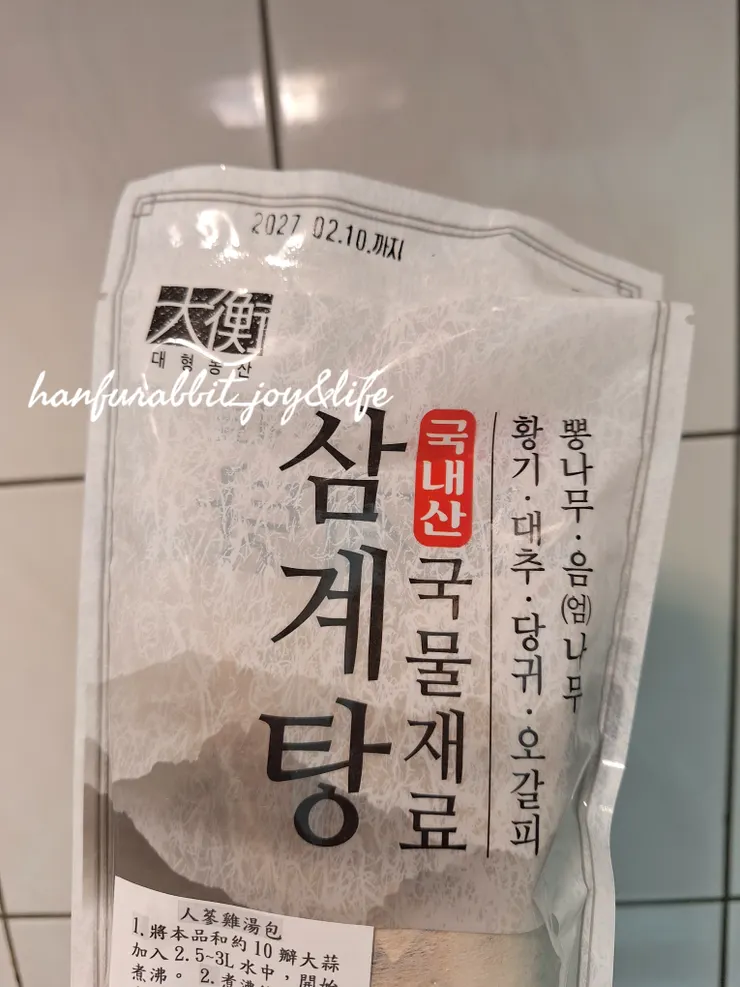 2027.02.10.까지
大衡
대형농산
hanfurabbit_joy&life
삼계탕
국내산
국물재료
황기·대추·당귀·오갈피
뽕나무·음(엄)나무
人蔘雞湯包
1.將本品和約10瓣大蒜
加入2.5~3L水中，開始
煮沸。2.煮沸